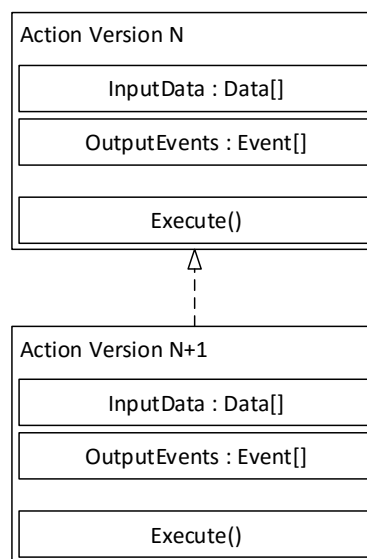 Action Version N
InputData : Data[]
OutputEvents : Event[]
Execute()
Action Version N+1
InputData : Data[]
OutputEvents : Event[]
Execute()